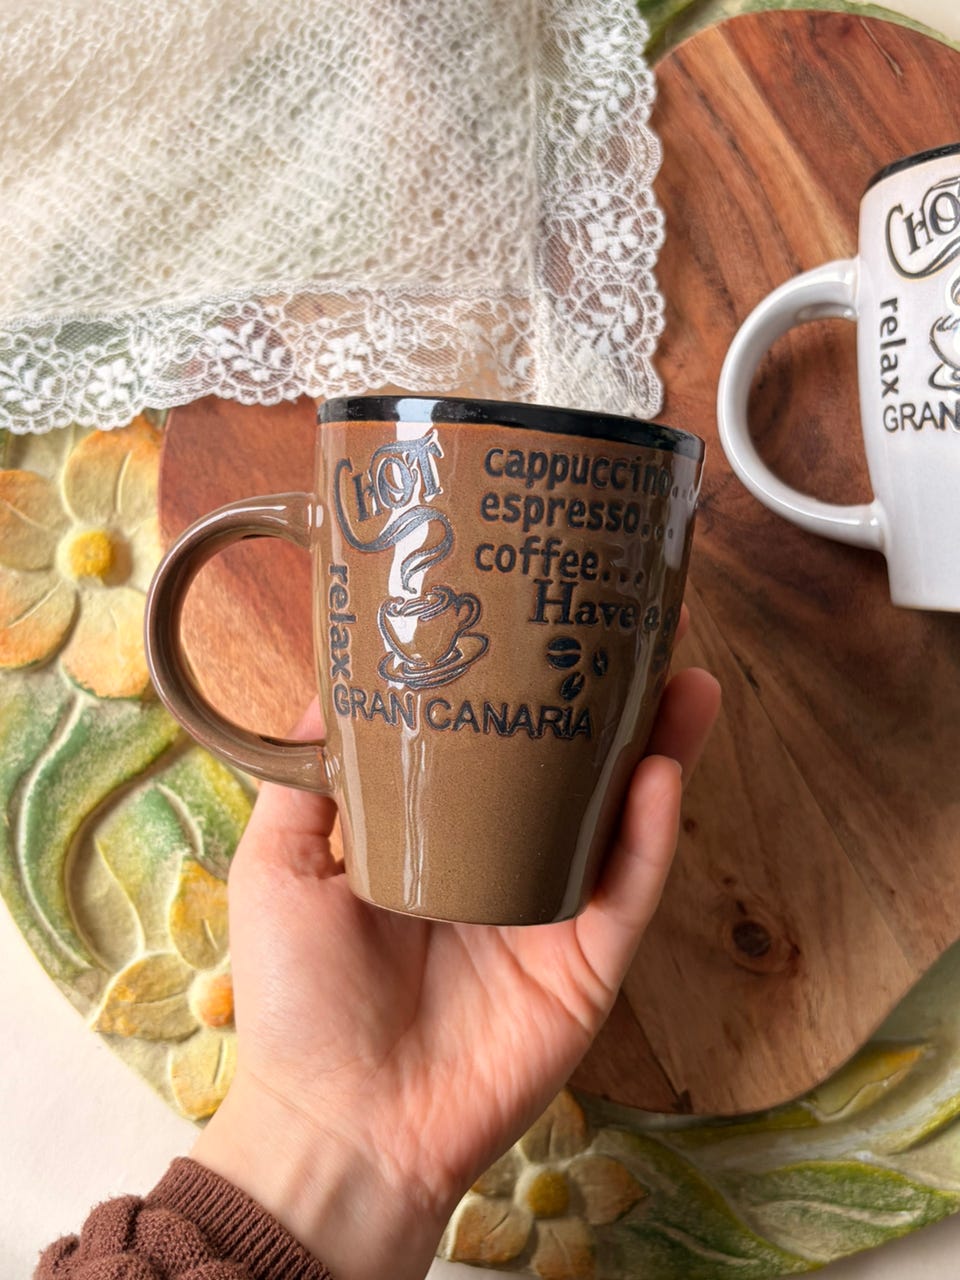 HOT
cappuccino...
espresso...
coffee...
Have a
relax
GRAN CANARIA
HOT
relax
GRAN